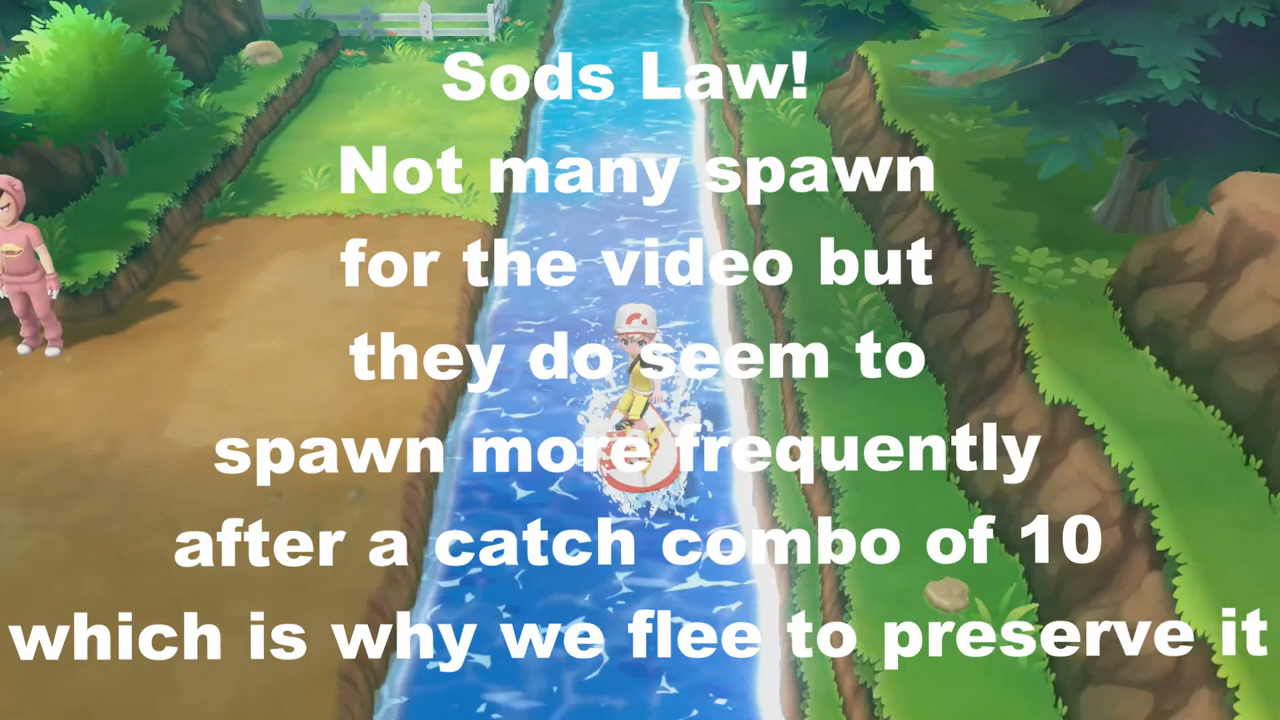 Sods Law!
Not many spawn
for the video but
they do seem to
spawn more frequently
after a catch combo of 10
which is why we flee to preserve it